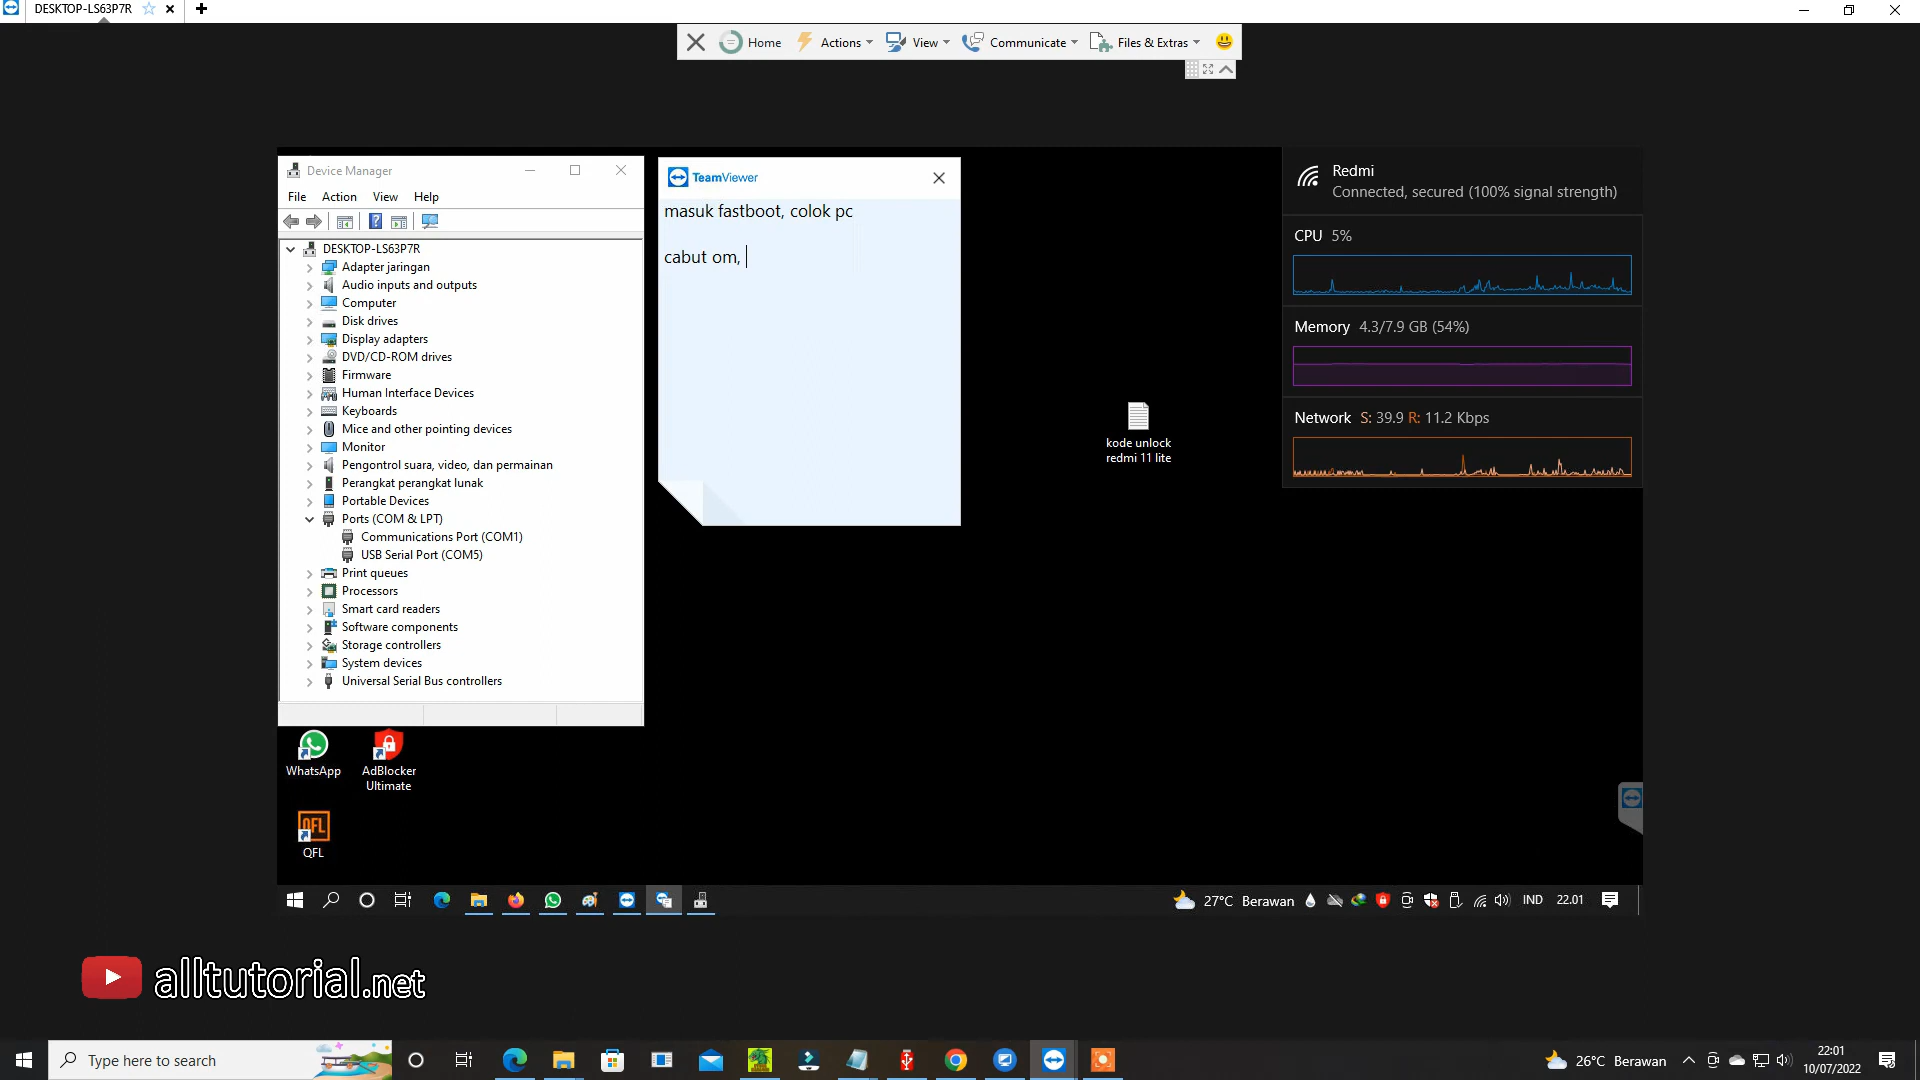 DESKTOP-LS63P7R
Home
Actions
View
Communicate
Files & Extras
Device Manager
File Action View Help
DESKTOP-LS63P7R
Adapter jaringan
Audio inputs and outputs
Computer
Disk drives
Display adapters
DVD/CD-ROM drives
Firmware
Human Interface Devices
Keyboards
Mice and other pointing devices
Monitor
Pengontrol suara, video, dan permainan
Perangkat perangkat lunak
Portable Devices
Ports (COM & LPT)
Communications Port (COM1)
USB Serial Port (COM5)
Print queues
Processors
Smart card readers
Software components
Storage controllers
System devices
Universal Serial Bus controllers
TeamViewer
masuk fastboot, colok pc
cabut om,
kode unlock
redmi 11 lite
Redmi
Connected, secured (100% signal strength)
CPU 5%
Memory 4.3/7.9 GB (54%)
Network S: 39.9 R: 11.2 Kbps
WhatsApp
AdBlocker
Ultimate
QFL
QFL
27°C Berawan
IND
22.01
alltutorial.net
Type here to search
26°C Berawan
22:01
10/07/2022